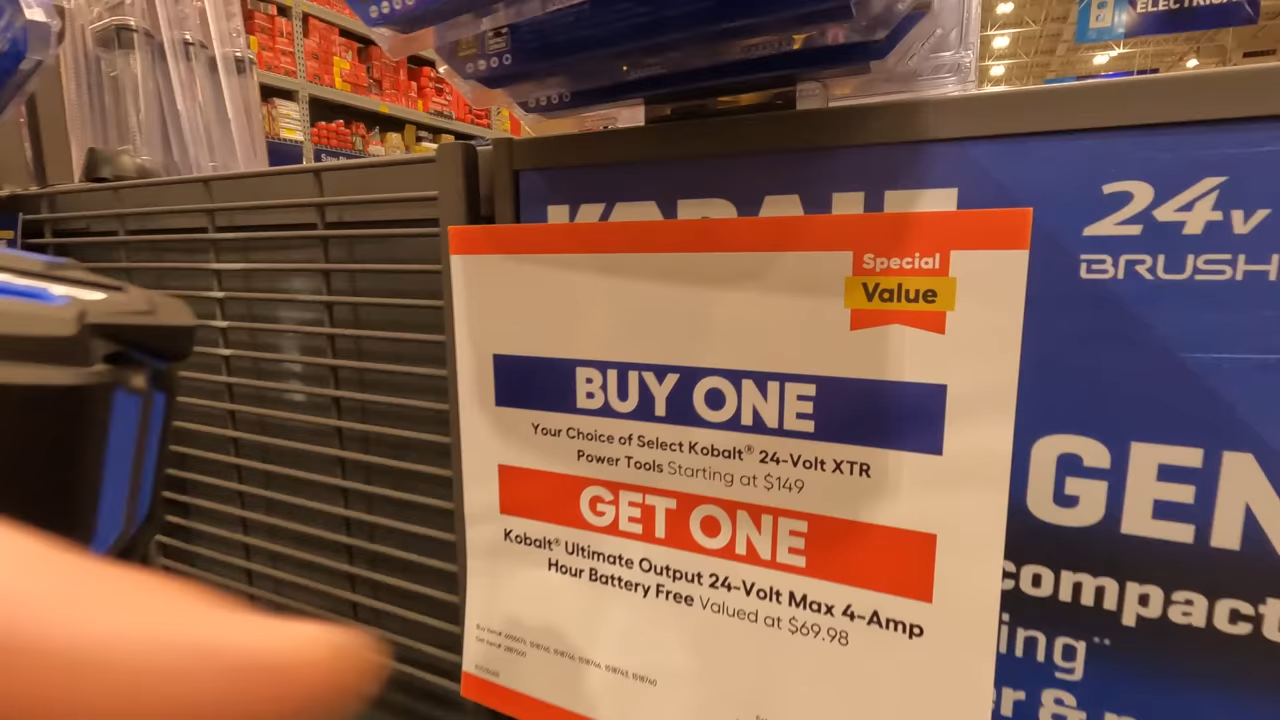 ELECTRICAL
KOBALT
24v
BRUSH
Special
Value
BUY ONE
Your Choice of Select Kobalt® 24-Volt XTR
Power Tools Starting at $149
GET ONE
Kobalt® Ultimate Output 24-Volt Max 4-Amp
Hour Battery Free Valued at $69.98
GEN
compact
ing
r &